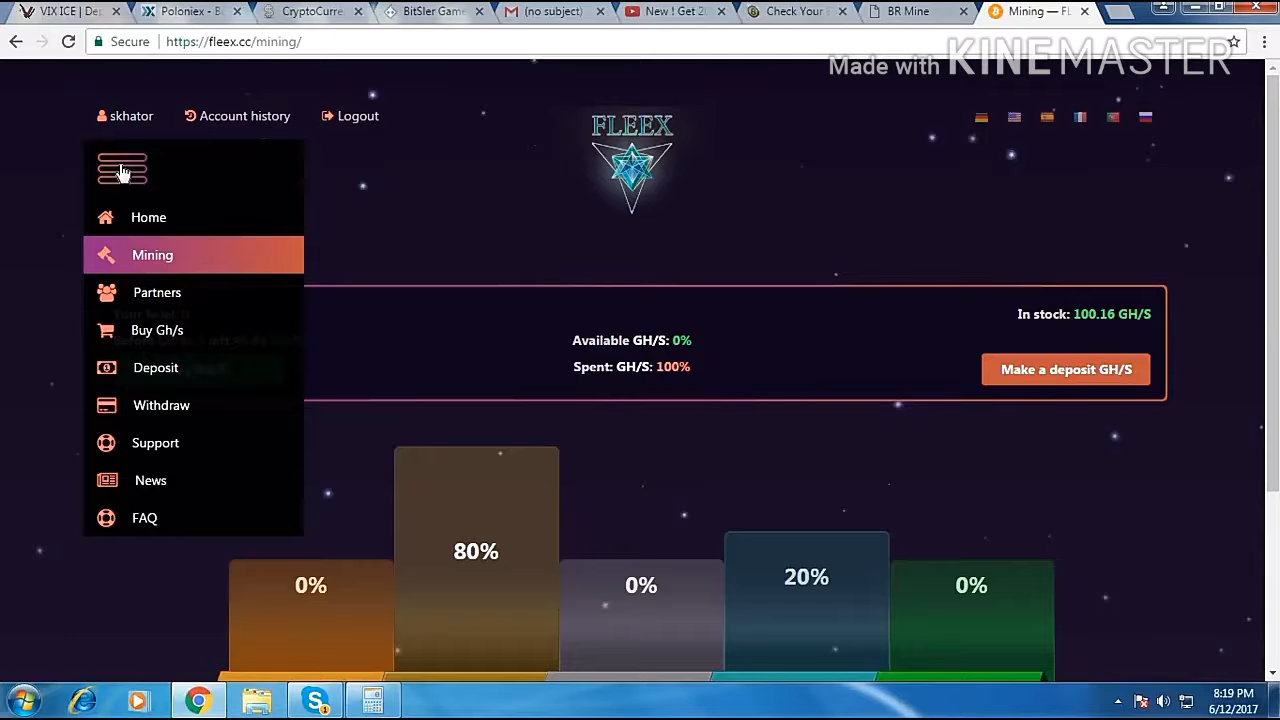 VIX ICE | De
Poloniex - B
CryptoCurre
BitSler Game
(no subject)
New ! Get 2
Check Your
BR Mine
Mining — FL
Secure
https://fleex.cc/mining/
Made with KINEMASTER
skhator
Account history
Logout
FLEEX
Home
Mining
Partners
Buy Gh/s
Deposit
Withdraw
Support
News
FAQ
Available GH/S: 0%
Spent: GH/S: 100%
In stock: 100.16 GH/S
Make a deposit GH/S
0%
80%
0%
20%
0%
8:19 PM
6/12/2017